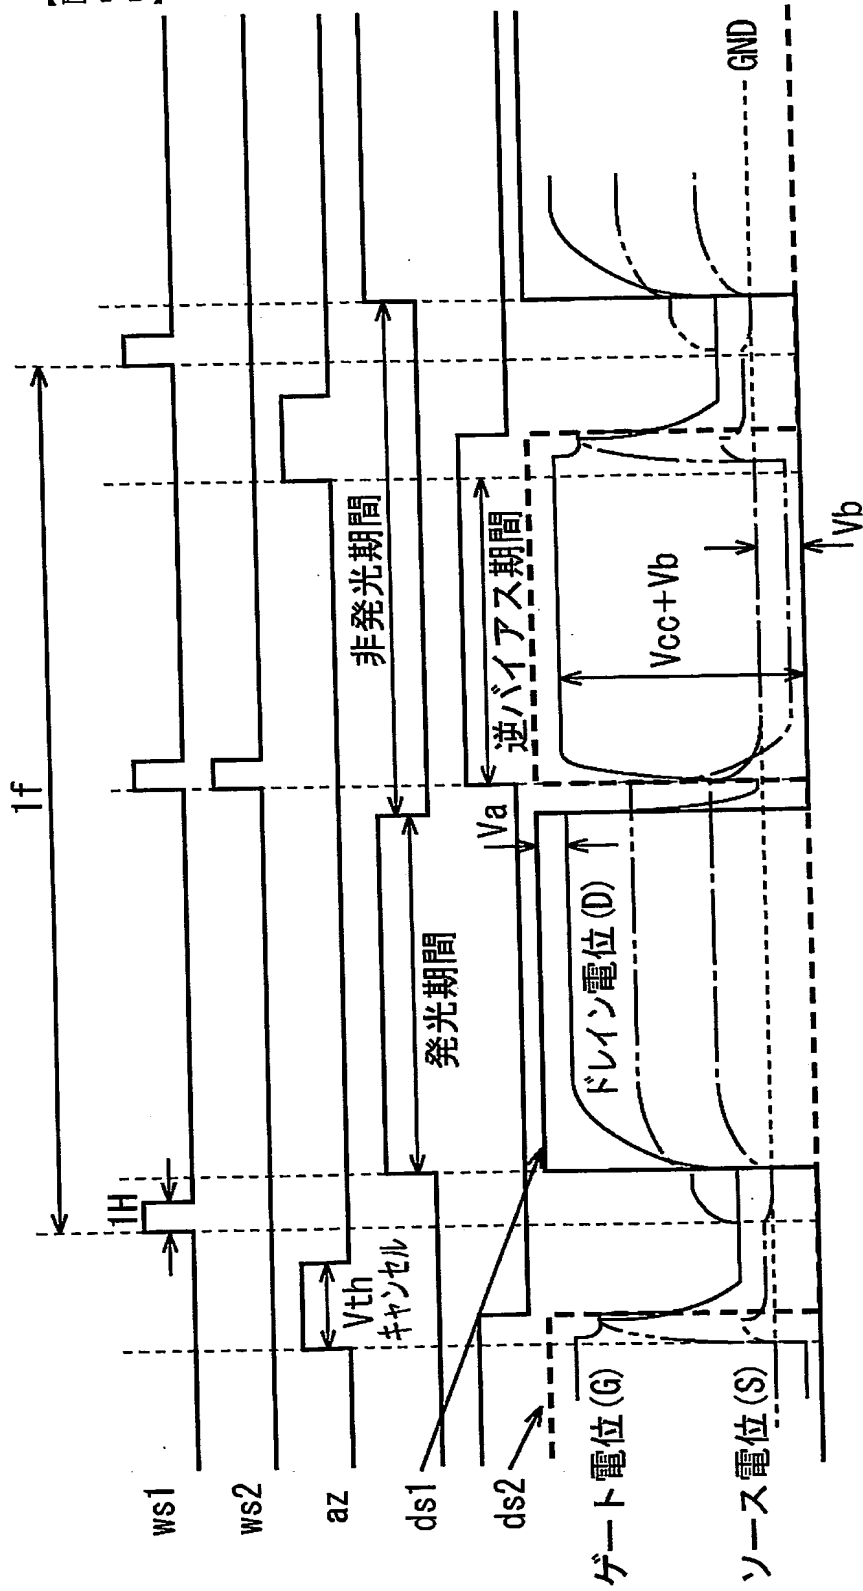 1f
1H
ws1
ws2
Vth
キャンセル
az
発光期間
非発光期間
ds1
逆バイアス期間
ds2
Va
ドレイン電位(D)
Vcc+Vb
Vb
GND
ゲート電位(G)
ソース電位(S)